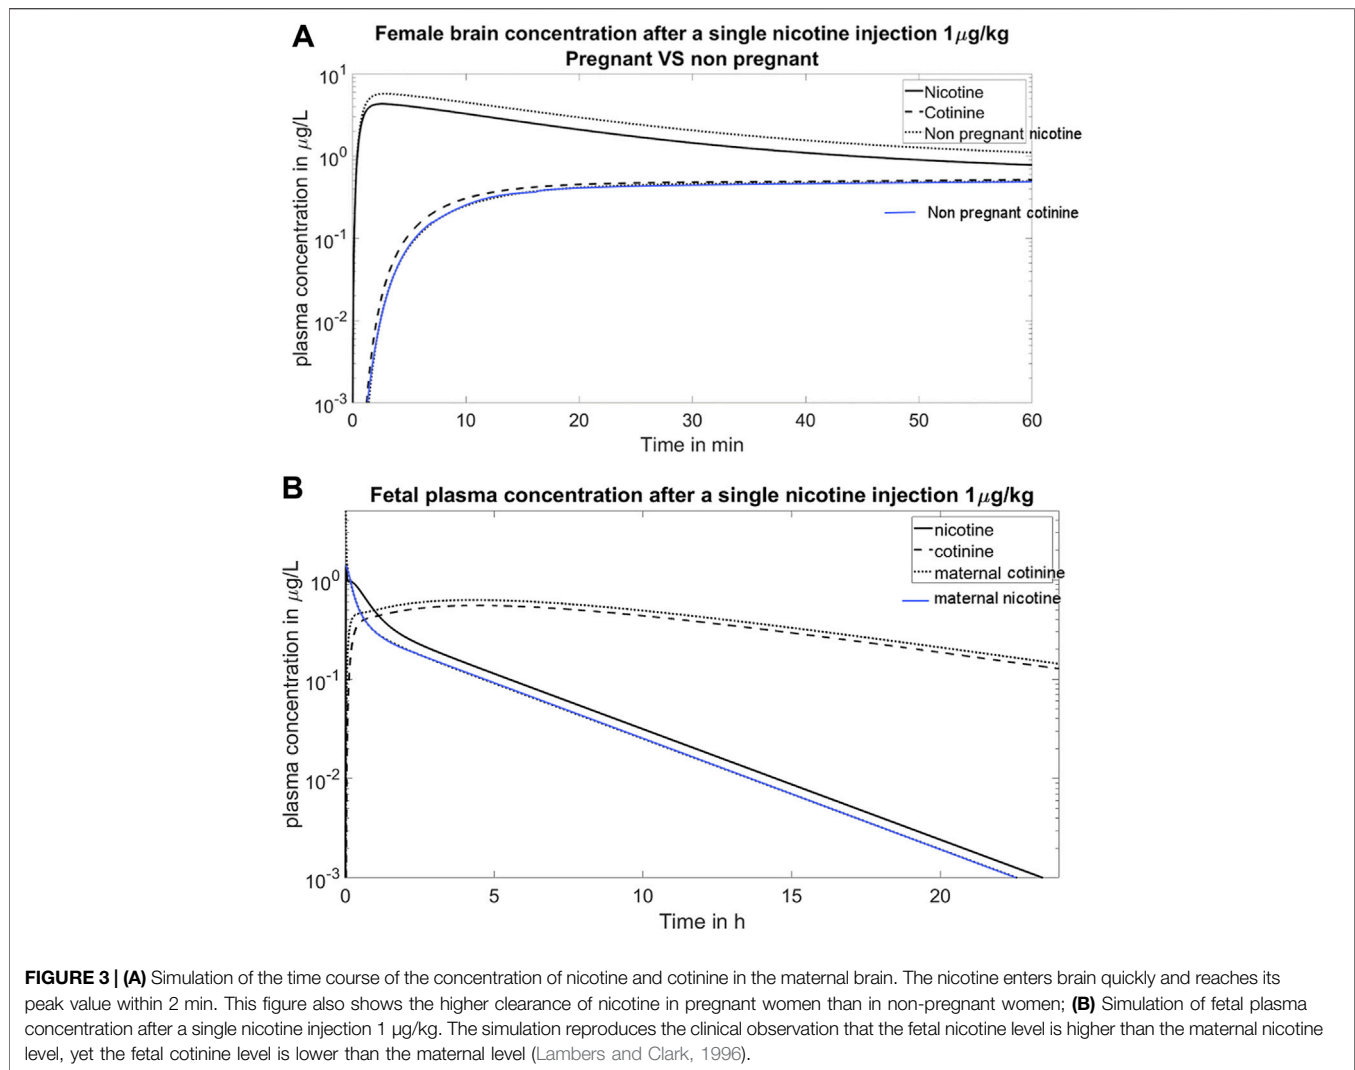 A
Female brain concentration after a single nicotine injection 1μg/kg
Pregnant VS non pregnant
plasma concentration in μg/L
10^1
10^0
10^-1
10^-2
10^-3
Nicotine
Cotinine
Non pregnant nicotine
Non pregnant cotinine
0 10 20 30 40 50 60
Time in min
B
Fetal plasma concentration after a single nicotine injection 1μg/kg
plasma concentration in μg/L
10^0
10^-1
10^-2
10^-3
nicotine
cotinine
maternal cotinine
maternal nicotine
0 5 10 15 20
Time in h
FIGURE 3 | (A) Simulation of the time course of the concentration of nicotine and cotinine in the maternal brain. The nicotine enters brain quickly and reaches its
peak value within 2 min. This figure also shows the higher clearance of nicotine in pregnant women than in non-pregnant women; (B) Simulation of fetal plasma
concentration after a single nicotine injection 1 μg/kg. The simulation reproduces the clinical observation that the fetal nicotine level is higher than the maternal nicotine
level, yet the fetal cotinine level is lower than the maternal level (Lambers and Clark, 1996).